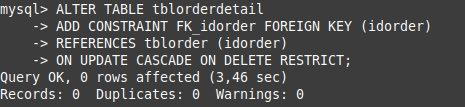 mysql> ALTER TABLE tblorderdetail
    -> ADD CONSTRAINT FK_idorder FOREIGN KEY (idorder)
    -> REFERENCES tblorder (idorder)
    -> ON UPDATE CASCADE ON DELETE RESTRICT;
Query OK, 0 rows affected (3,46 sec)
Records: 0  Duplicates: 0  Warnings: 0